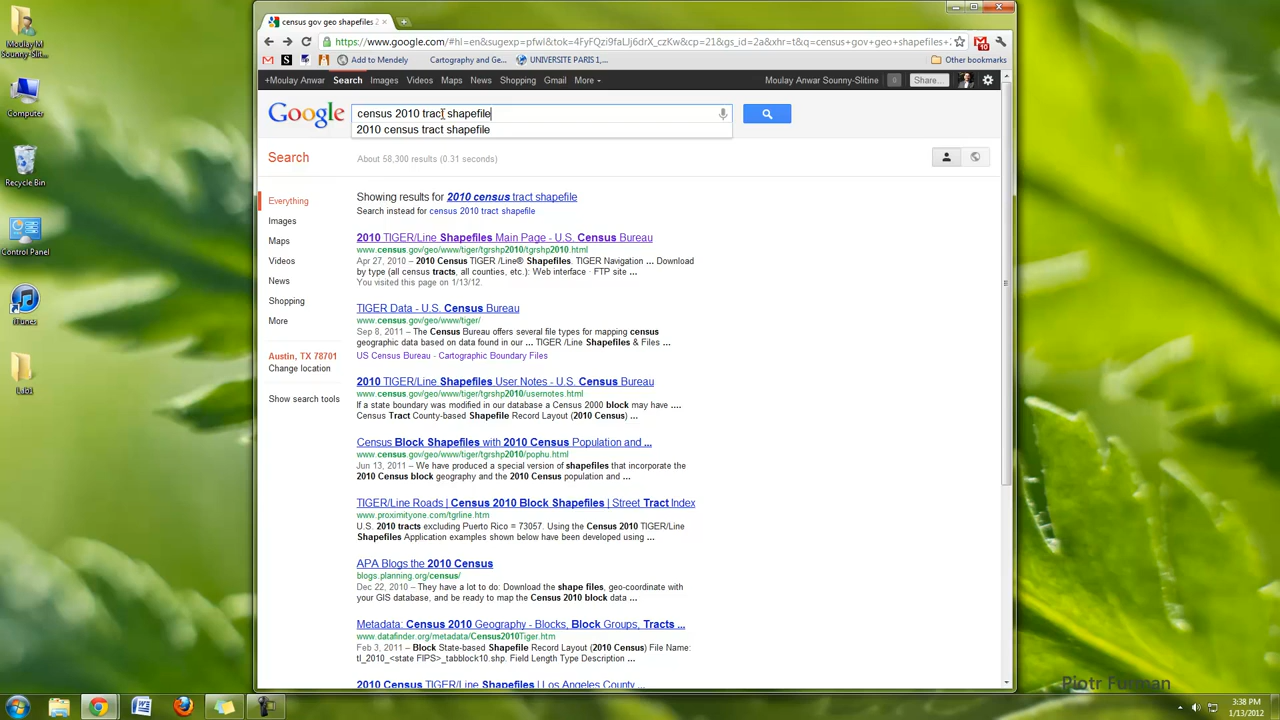 Moulay M
Sounny-Slitine
Computer
Recycle Bin
Control Panel
iTunes
Lab1
census gov geo shapefiles 2
https://www.google.com/#hl=en&sugexp=pfwl&tok=4FyFQzi9faLIj6drX_czKw&cp=21&gs_id=2a&xhr=t&q=census+gov+geo+shapefiles+
10
Add to Mendely
Cartography and Ge...
UNIVERSITE PARIS 1,...
Other bookmarks
+Moulay Anwar Search Images Videos Maps News Shopping Gmail More
Moulay Anwar Sounny-Slitine 0 Share...
Google
census 2010 tract shapefile
2010 census tract shapefile
Search
About 58,300 results (0.31 seconds)
Everything
Images
Maps
Videos
News
Shopping
More
Austin, TX 78701
Change location
Show search tools
Showing results for 2010 census tract shapefile
Search instead for census 2010 tract shapefile
2010 TIGER/Line Shapefiles Main Page - U.S. Census Bureau
www.census.gov/geo/www/tiger/tgrshp2010/tgrshp2010.html
Apr 27, 2010 – 2010 Census TIGER /Line® Shapefiles. TIGER Navigation ... Download
by type (all census tracts, all counties, etc.): Web interface · FTP site ...
You visited this page on 1/13/12.
TIGER Data - U.S. Census Bureau
www.census.gov/geo/www/tiger/
Sep 8, 2011 – The Census Bureau offers several file types for mapping census
geographic data based on data found in our ... TIGER /Line Shapefiles & Files ...
US Census Bureau - Cartographic Boundary Files
2010 TIGER/Line Shapefiles User Notes - U.S. Census Bureau
www.census.gov/geo/www/tiger/tgrshp2010/usernotes.html
If a state boundary was modified in our database a Census 2000 block may have ....
Census Tract County-based Shapefile Record Layout (2010 Census) ...
Census Block Shapefiles with 2010 Census Population and ...
www.census.gov/geo/www/tiger/tgrshp2010/pophu.html
Jun 13, 2011 – We have produced a special version of shapefiles that incorporate the
2010 Census block geography and the 2010 Census population and ...
TIGER/Line Roads | Census 2010 Block Shapefiles | Street Tract Index
www.proximityone.com/tgrline.htm
U.S. 2010 tracts excluding Puerto Rico = 73057. Using the Census 2010 TIGER/Line
Shapefiles Application examples shown below have been developed using ...
APA Blogs the 2010 Census
blogs.planning.org/census/
Dec 22, 2010 – They have a lot to do: Download the shape files, geo-coordinate with
your GIS database, and be ready to map the Census 2010 block data ...
Metadata: Census 2010 Geography - Blocks, Block Groups, Tracts ...
www.datafinder.org/metadata/Census2010Tiger.htm
Feb 3, 2011 – Block State-based Shapefile Record Layout (2010 Census) File Name:
tl_2010_<state FIPS>_tabblock10.shp. Field Length Type Description ...
2010 Census TIGER/Line Shapefiles | Los Angeles County ...
Piotr Furman
3:38 PM
1/13/2012